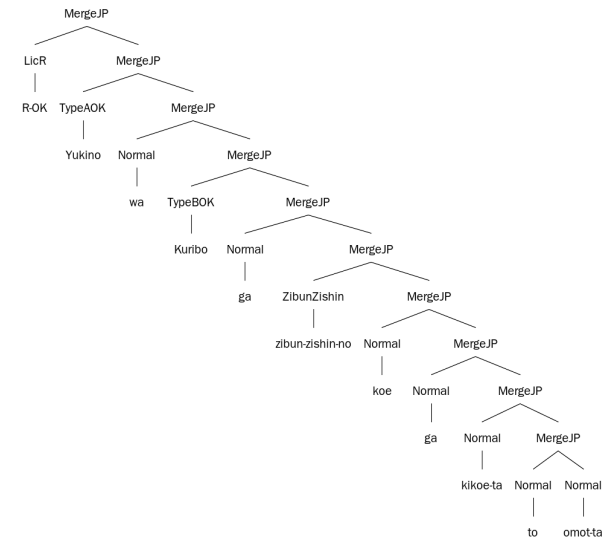 MergeJP
LicR MergeJP
R-OK TypeAOK MergeJP
Yukino Normal MergeJP
wa TypeBOK MergeJP
Kuribo Normal MergeJP
ga ZibunZishin MergeJP
zibun-zishin-no Normal MergeJP
koe Normal MergeJP
ga Normal MergeJP
kikoe-ta Normal Normal
to omot-ta